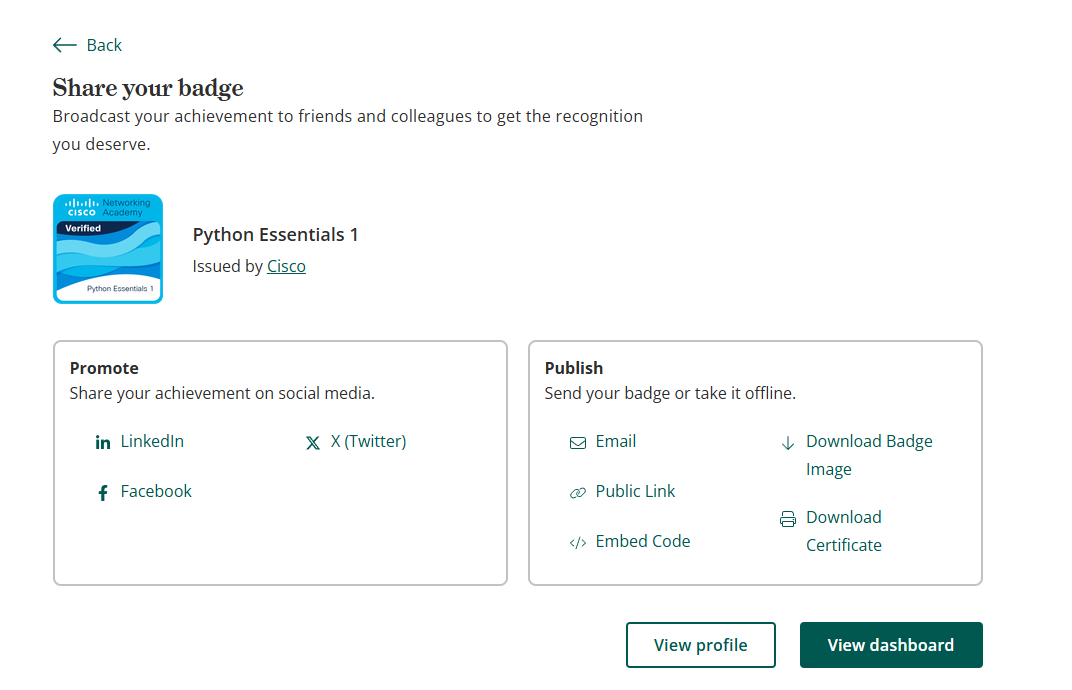 Back
Share your badge
Broadcast your achievement to friends and colleagues to get the recognition
you deserve.
Networking
CISCO Academy
Verified
Python Essentials 1
Python Essentials 1
Issued by Cisco
Promote
Share your achievement on social media.
LinkedIn
X (Twitter)
Facebook
Publish
Send your badge or take it offline.
Email
Public Link
Embed Code
Download Badge
Image
Download
Certificate
View profile
View dashboard